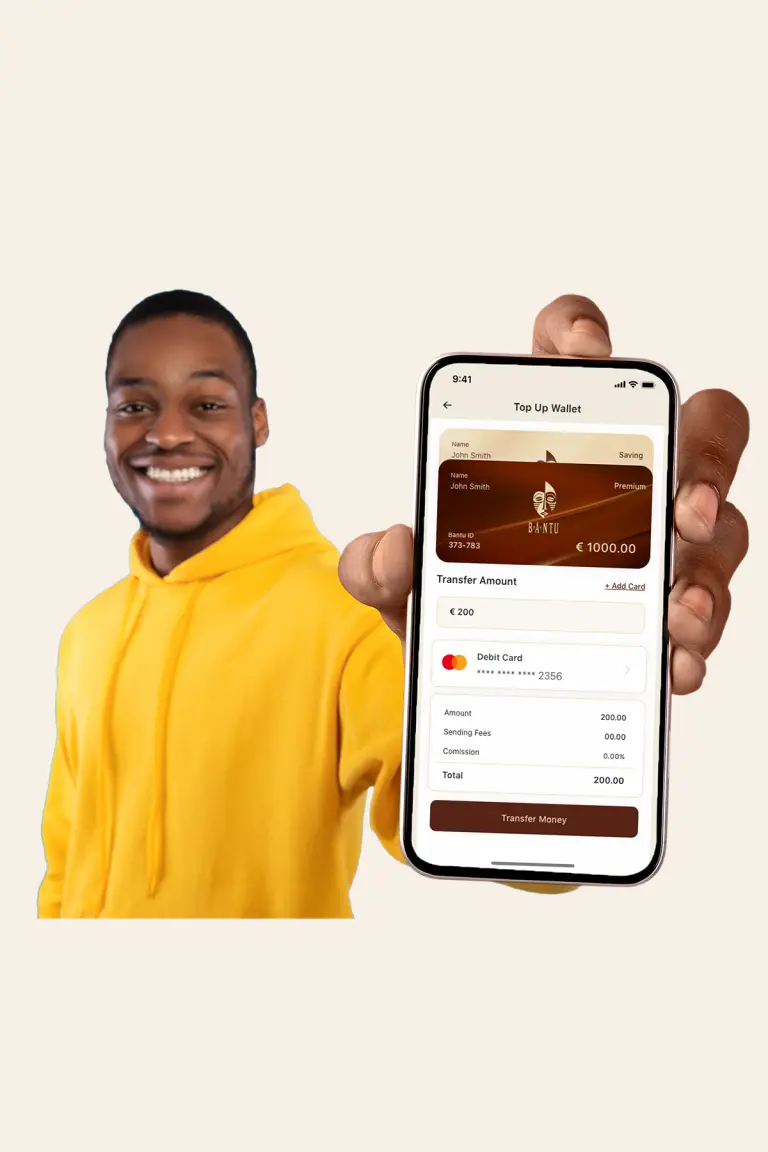 9:41
Top Up Wallet
Name
John Smith
Saving
Name
John Smith
Premium
B·A·NTU
Bantu ID
373-783
€ 1000.00
Transfer Amount
+ Add Card
€ 200
Debit Card
**** **** **** 2356
Amount
200.00
Sending Fees
00.00
Comission
0.00%
Total
200.00
Transfer Money